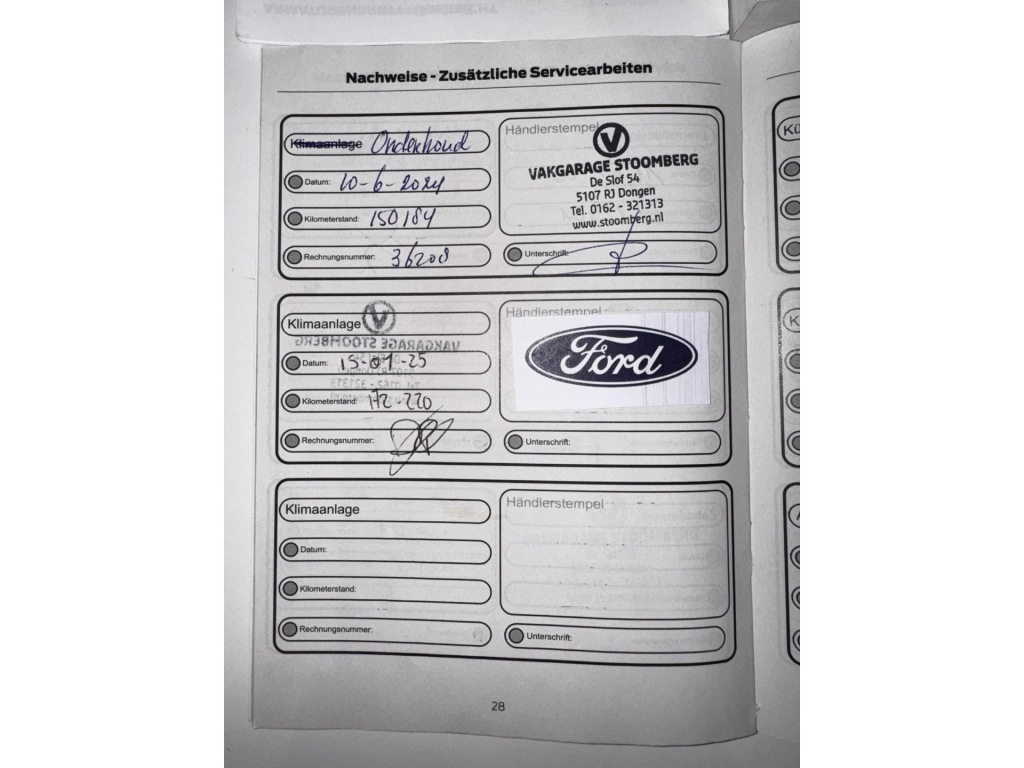 Nachweise - Zusätzliche Servicearbeiten
Klimaanlage Onderhoud
Datum: 10-6-2024
Kilometerstand: 150184
Rechnungsnummer: 36208
Händlerstempel
VAKGARAGE STOOMBERG
De Slof 54
5107 RJ Dongen
Tel. 0162 - 321313
www.stoomberg.nl
Unterschrift:
Klimaanlage
VAKGARAGE STOOMBERG
Datum: 15-07-25
Kilometerstand: 172-220
Rechnungsnummer:
Händlerstempel
Ford
Unterschrift:
Klimaanlage
Datum:
Kilometerstand:
Rechnungsnummer:
Händlerstempel
Unterschrift:
28
Kü
K
A